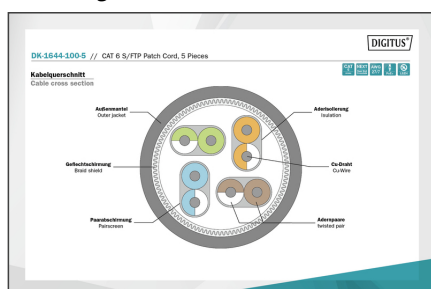 DIGITUS®
DK-1644-100-5 // CAT 6 S/FTP Patch Cord, 5 Pieces
Kabelquerschnitt
Cable cross section
Außenmantel
Outer jacket
Aderisolierung
Insulation
Geflechtschirmung
Braid shield
Cu-Draht
Cu-Wire
Paarabschirmung
Pairscreen
Adernpaare
twisted pair